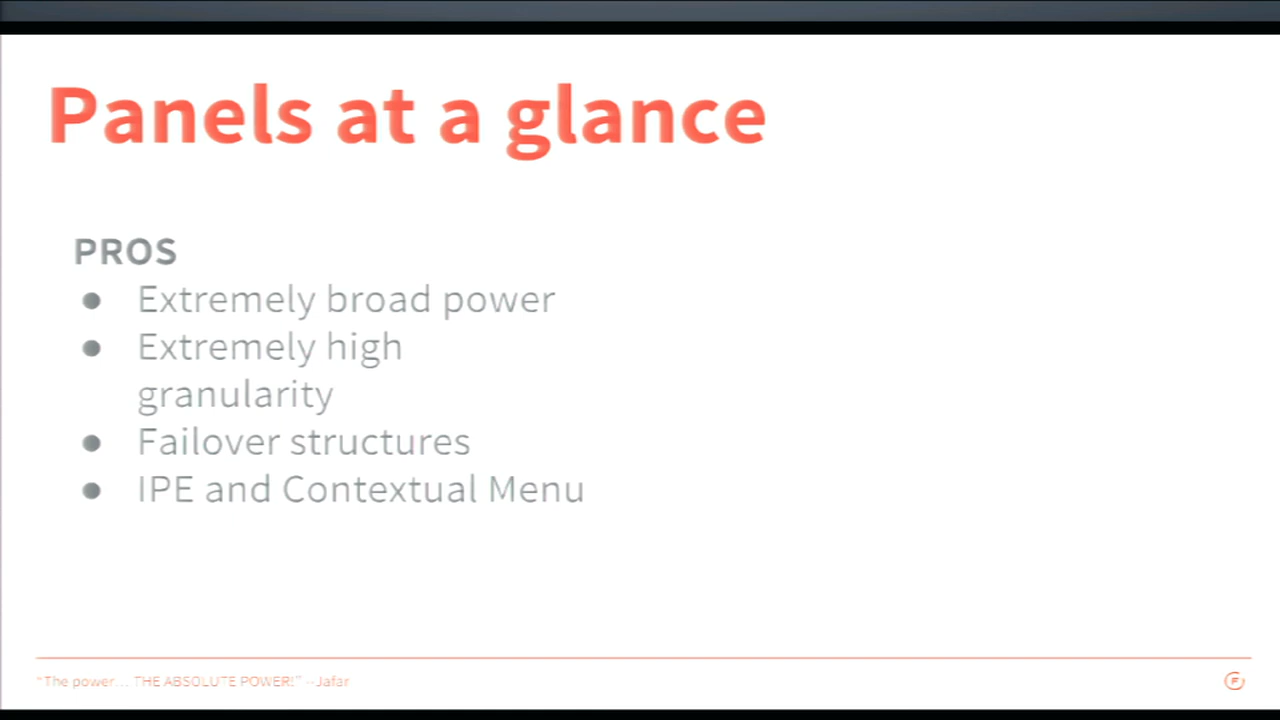 Panels at a glance
PROS
● Extremely broad power
● Extremely high
granularity
● Failover structures
● IPE and Contextual Menu
“The power... THE ABSOLUTE POWER!” --Jafar
F